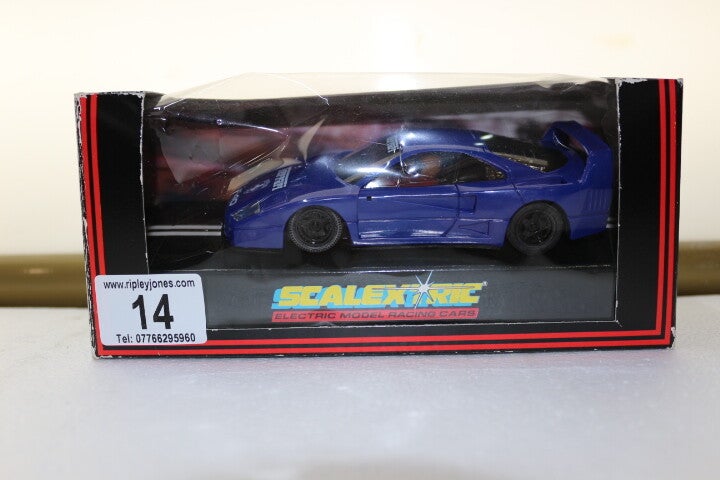 www.ripleyjones.com
14
Tel: 07766295960
SCALEXTRIC
ELECTRIC MODEL RACING CARS